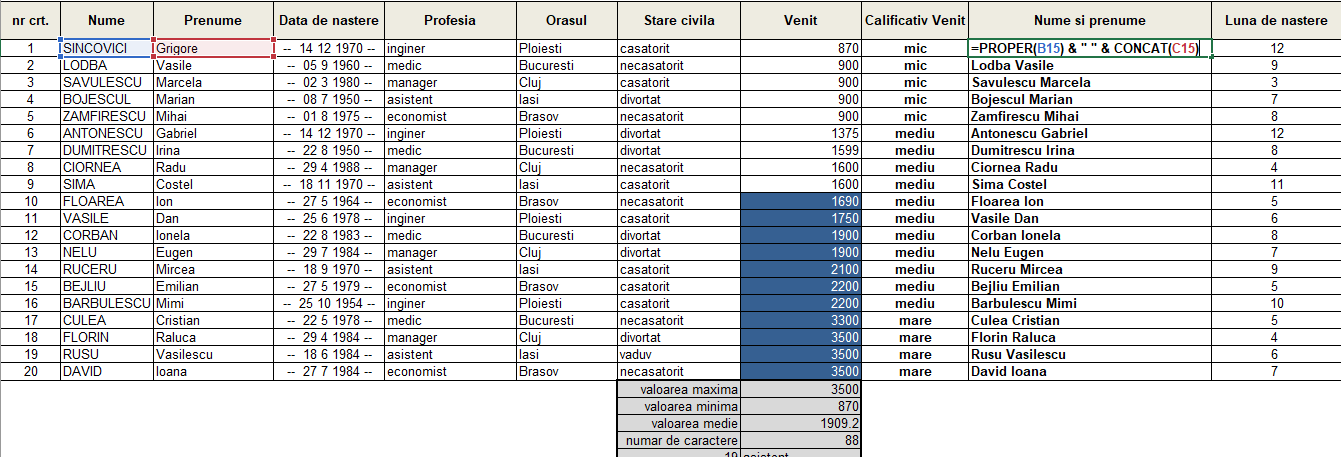 nr crt. Nume Prenume Data de nastere Profesia Orasul Stare civila Venit Calificativ Venit Nume si prenume Luna de nastere
1 SINCOVICI Grigore -- 14 12 1970 -- inginer Ploiesti casatorit 870 mic =PROPER(B15) & " " & CONCAT(C15) 12
2 LODBA Vasile -- 05 9 1960 -- medic Bucuresti necasatorit 900 mic Lodba Vasile 9
3 SAVULESCU Marcela -- 02 3 1980 -- manager Cluj casatorit 900 mic Savulescu Marcela 3
4 BOJESCUL Marian -- 08 7 1950 -- asistent Iasi divortat 900 mic Bojescul Marian 7
5 ZAMFIRESCU Mihai -- 01 8 1975 -- economist Brasov necasatorit 900 mic Zamfirescu Mihai 8
6 ANTONESCU Gabriel -- 14 12 1970 -- inginer Ploiesti divortat 1375 mediu Antonescu Gabriel 12
7 DUMITRESCU Irina -- 22 8 1950 -- medic Bucuresti divortat 1599 mediu Dumitrescu Irina 8
8 CIORNEA Radu -- 29 4 1988 -- manager Cluj necasatorit 1600 mediu Ciornea Radu 4
9 SIMA Costel -- 18 11 1970 -- asistent Iasi casatorit 1600 mediu Sima Costel 11
10 FLOAREA Ion -- 27 5 1964 -- economist Brasov necasatorit 1690 mediu Floarea Ion 5
11 VASILE Dan -- 25 6 1978 -- inginer Ploiesti casatorit 1750 mediu Vasile Dan 6
12 CORBAN Ionela -- 22 8 1983 -- medic Bucuresti divortat 1900 mediu Corban Ionela 8
13 NELU Eugen -- 29 7 1984 -- manager Cluj divortat 1900 mediu Nelu Eugen 7
14 RUCERU Mircea -- 18 9 1970 -- asistent Iasi casatorit 2100 mediu Ruceru Mircea 9
15 BEJLIU Emilian -- 27 5 1979 -- economist Brasov casatorit 2200 mediu Bejliu Emilian 5
16 BARBULESCU Mimi -- 25 10 1954 -- inginer Ploiesti casatorit 2200 mediu Barbulescu Mimi 10
17 CULEA Cristian -- 22 5 1978 -- medic Bucuresti necasatorit 3300 mare Culea Cristian 5
18 FLORIN Raluca -- 29 4 1984 -- manager Cluj divortat 3500 mare Florin Raluca 4
19 RUSU Vasilescu -- 18 6 1984 -- asistent Iasi vaduv 3500 mare Rusu Vasilescu 6
20 DAVID Ioana -- 27 7 1984 -- economist Brasov necasatorit 3500 mare David Ioana 7
valoarea maxima 3500
valoarea minima 870
valoarea medie 1909.2
numar de caractere 88
19 asistent